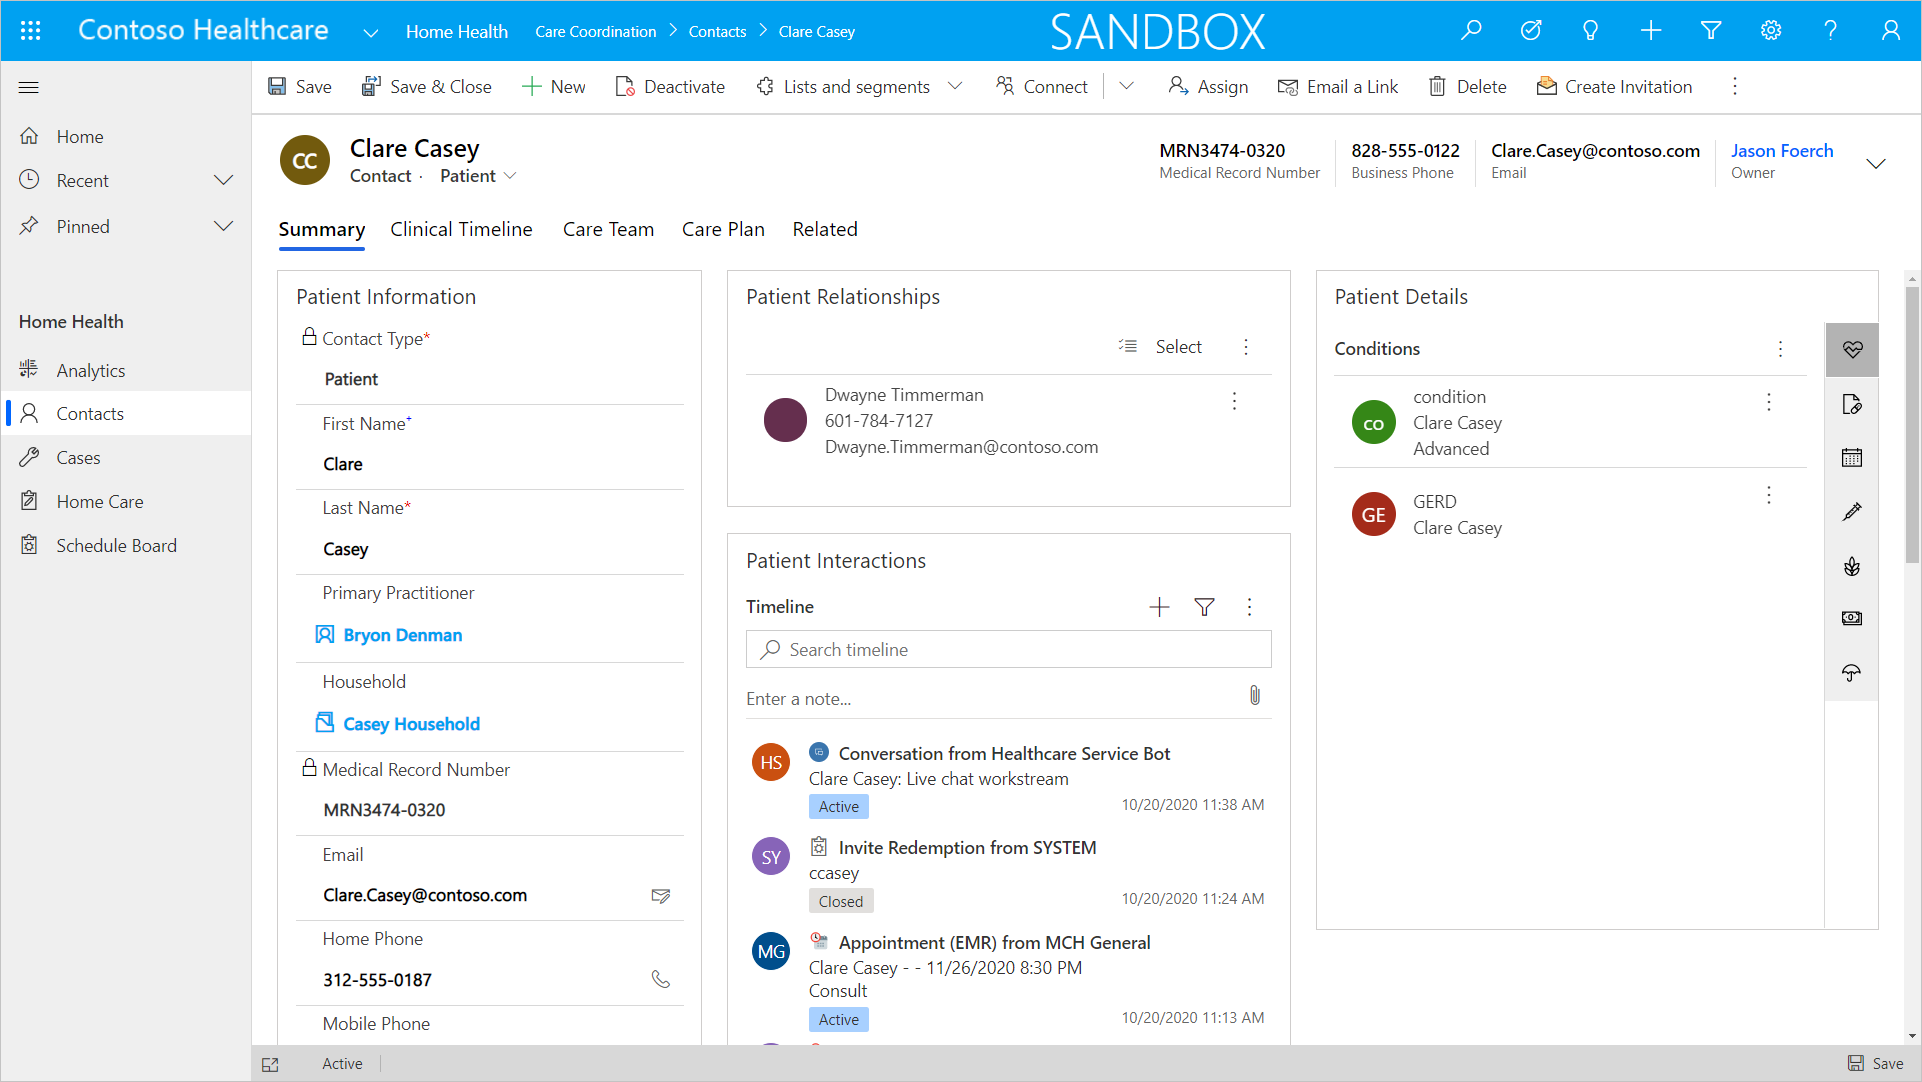 Contoso Healthcare
Home Health
Care Coordination
Contacts
Clare Casey
SANDBOX
Save
Save & Close
New
Deactivate
Lists and segments
Connect
Assign
Email a Link
Delete
Create Invitation
Home
Recent
Pinned
Home Health
Analytics
Contacts
Cases
Home Care
Schedule Board
CC
Clare Casey
Contact · Patient
MRN3474-0320
Medical Record Number
828-555-0122
Business Phone
Clare.Casey@contoso.com
Email
Jason Foerch
Owner
Summary
Clinical Timeline
Care Team
Care Plan
Related
Patient Information
Contact Type*
Patient
First Name+
Clare
Last Name*
Casey
Primary Practitioner
Bryon Denman
Household
Casey Household
Medical Record Number
MRN3474-0320
Email
Clare.Casey@contoso.com
Home Phone
312-555-0187
Mobile Phone
Patient Relationships
Select
Dwayne Timmerman
601-784-7127
Dwayne.Timmerman@contoso.com
Patient Interactions
Timeline
Search timeline
Enter a note...
HS
Conversation from Healthcare Service Bot
Clare Casey: Live chat workstream
Active
10/20/2020 11:38 AM
SY
Invite Redemption from SYSTEM
ccasey
Closed
10/20/2020 11:24 AM
MG
Appointment (EMR) from MCH General
Clare Casey - - 11/26/2020 8:30 PM
Consult
Active
10/20/2020 11:13 AM
Patient Details
Conditions
co
condition
Clare Casey
Advanced
GE
GERD
Clare Casey
Active
Save